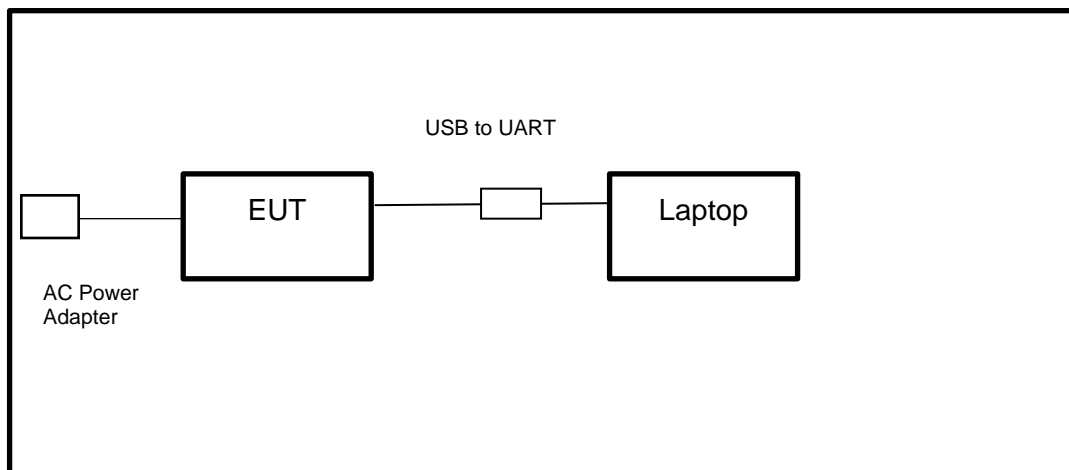 USB to UART
EUT
Laptop
AC Power
Adapter